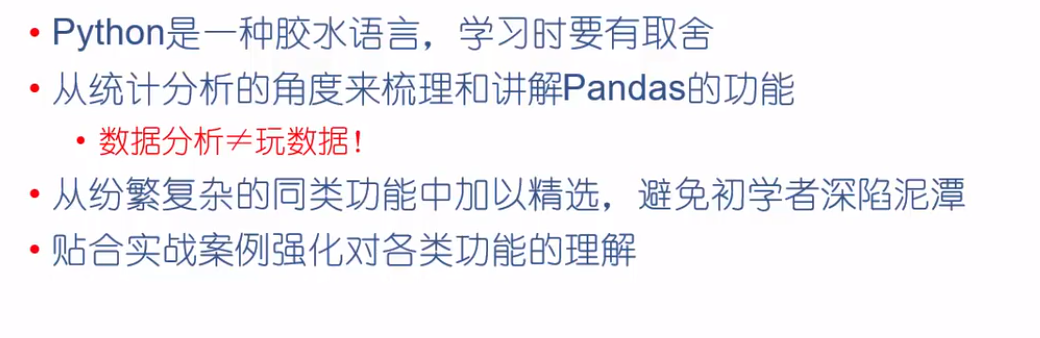 • Python是一种胶水语言，学习时要有取舍
• 从统计分析的角度来梳理和讲解Pandas的功能
• 数据分析≠玩数据！
• 从纷繁复杂的同类功能中加以精选，避免初学者深陷泥潭
• 贴合实战案例强化对各类功能的理解